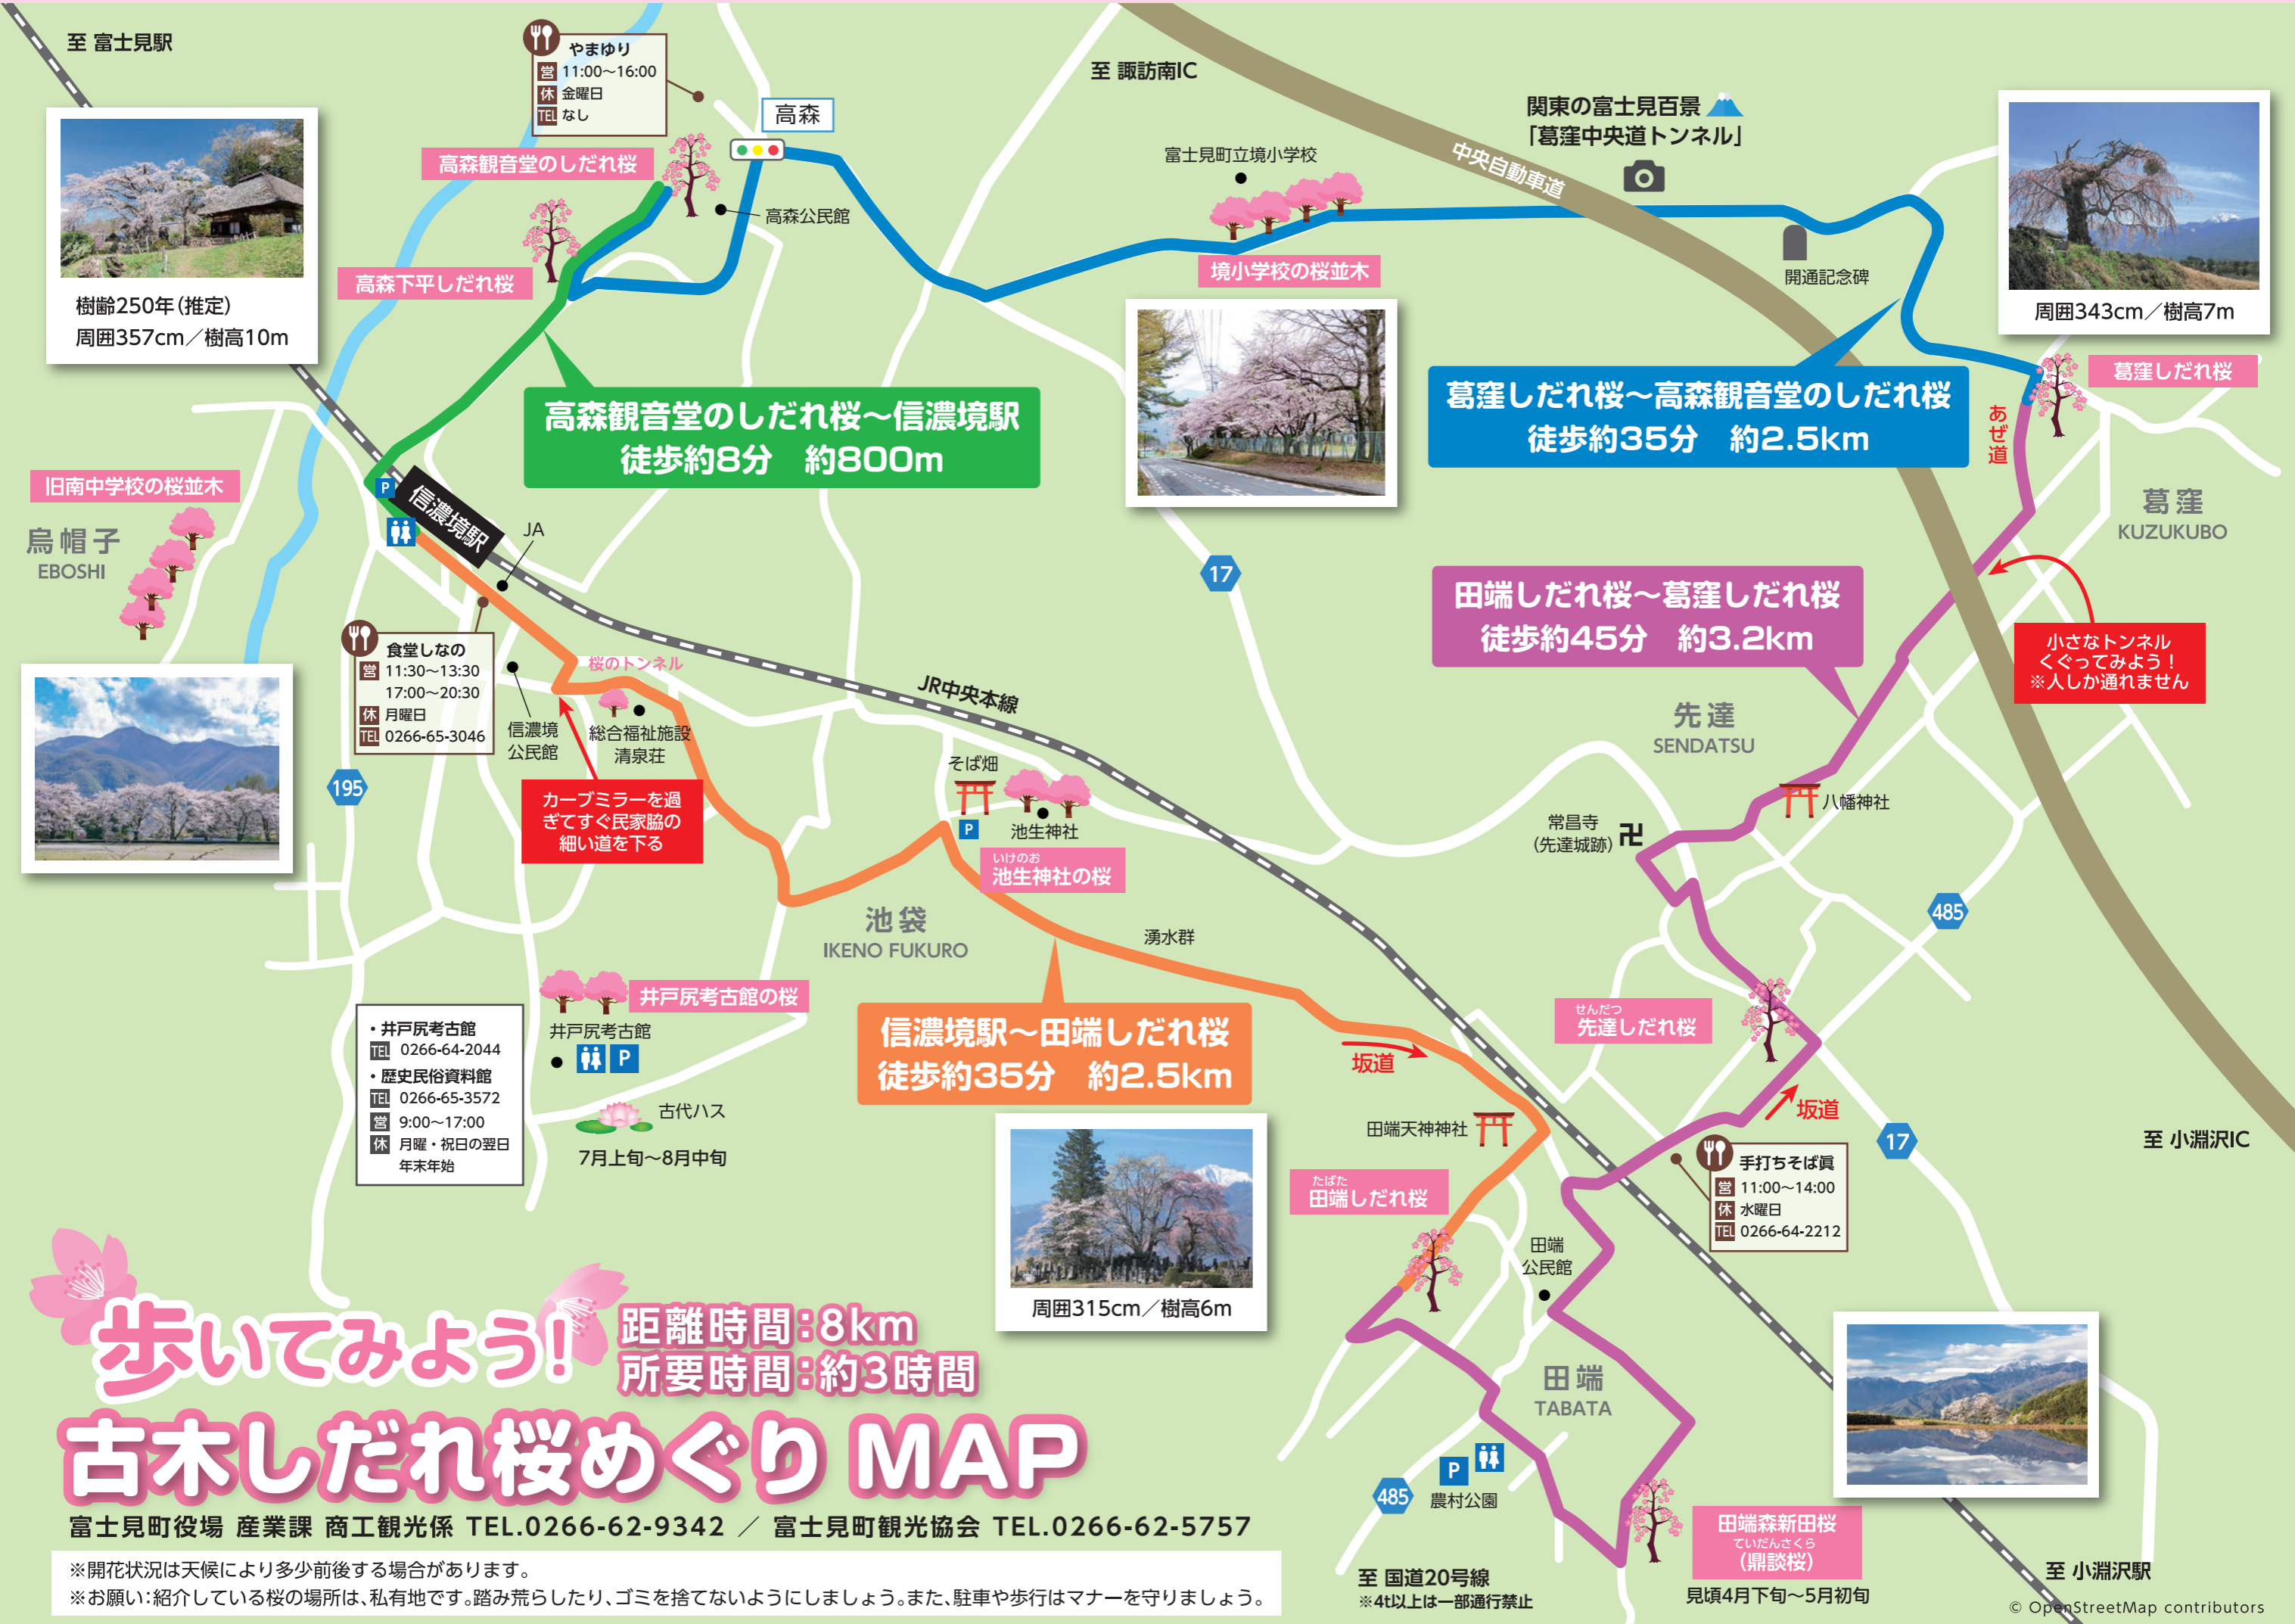 至 富士見駅
やまゆり
営 11:00〜16:00
休 金曜日
TEL なし
高森
至 諏訪南IC
関東の富士見百景
「葛窪中央道トンネル」
中央自動車道
富士見町立境小学校
高森観音堂のしだれ桜
高森公民館
高森下平しだれ桜
境小学校の桜並木
開通記念碑
樹齢250年（推定）
周囲357cm／樹高10m
周囲343cm／樹高7m
葛窪しだれ桜
あぜ道
高森観音堂のしだれ桜〜信濃境駅
徒歩約8分　約800m
葛窪しだれ桜〜高森観音堂のしだれ桜
徒歩約35分　約2.5km
旧南中学校の桜並木
烏帽子
EBOSHI
P
信濃境駅
JA
17
葛窪
KUZUKUBO
田端しだれ桜〜葛窪しだれ桜
徒歩約45分　約3.2km
小さなトンネル
くぐってみよう！
※人しか通れません
食堂しなの
営 11:30〜13:30
17:00〜20:30
休 月曜日
TEL 0266-65-3046
桜のトンネル
信濃境
公民館
総合福祉施設
清泉荘
JR中央本線
先達
SENDATSU
195
カーブミラーを過
ぎてすぐ民家脇の
細い道を下る
そば畑
P
池生神社
いけのお
池生神社の桜
八幡神社
常昌寺
（先達城跡）
卍
485
池袋
IKENO FUKURO
湧水群
井戸尻考古館の桜
井戸尻考古館
P
・井戸尻考古館
TEL 0266-64-2044
・歴史民俗資料館
TEL 0266-65-3572
営 9:00〜17:00
休 月曜・祝日の翌日
年末年始
古代ハス
7月上旬〜8月中旬
信濃境駅〜田端しだれ桜
徒歩約35分　約2.5km
坂道
せんだつ
先達しだれ桜
坂道
17
至 小淵沢IC
田端天神神社
手打ちそば眞
営 11:00〜14:00
休 水曜日
TEL 0266-64-2212
たばた
田端しだれ桜
田端
公民館
周囲315cm／樹高6m
田端
TABATA
歩いてみよう！
距離時間：8km
所要時間：約3時間
古木しだれ桜めぐり MAP
富士見町役場 産業課 商工観光係 TEL.0266-62-9342 ／ 富士見町観光協会 TEL.0266-62-5757
※開花状況は天候により多少前後する場合があります。
※お願い：紹介している桜の場所は、私有地です。踏み荒らしたり、ゴミを捨てないようにしましょう。また、駐車や歩行はマナーを守りましょう。
485
P
農村公園
至 国道20号線
※4t以上は一部通行禁止
田端森新田桜
ていだんさくら
（鼎談桜）
見頃4月下旬〜5月初旬
至 小淵沢駅
© OpenStreetMap contributors